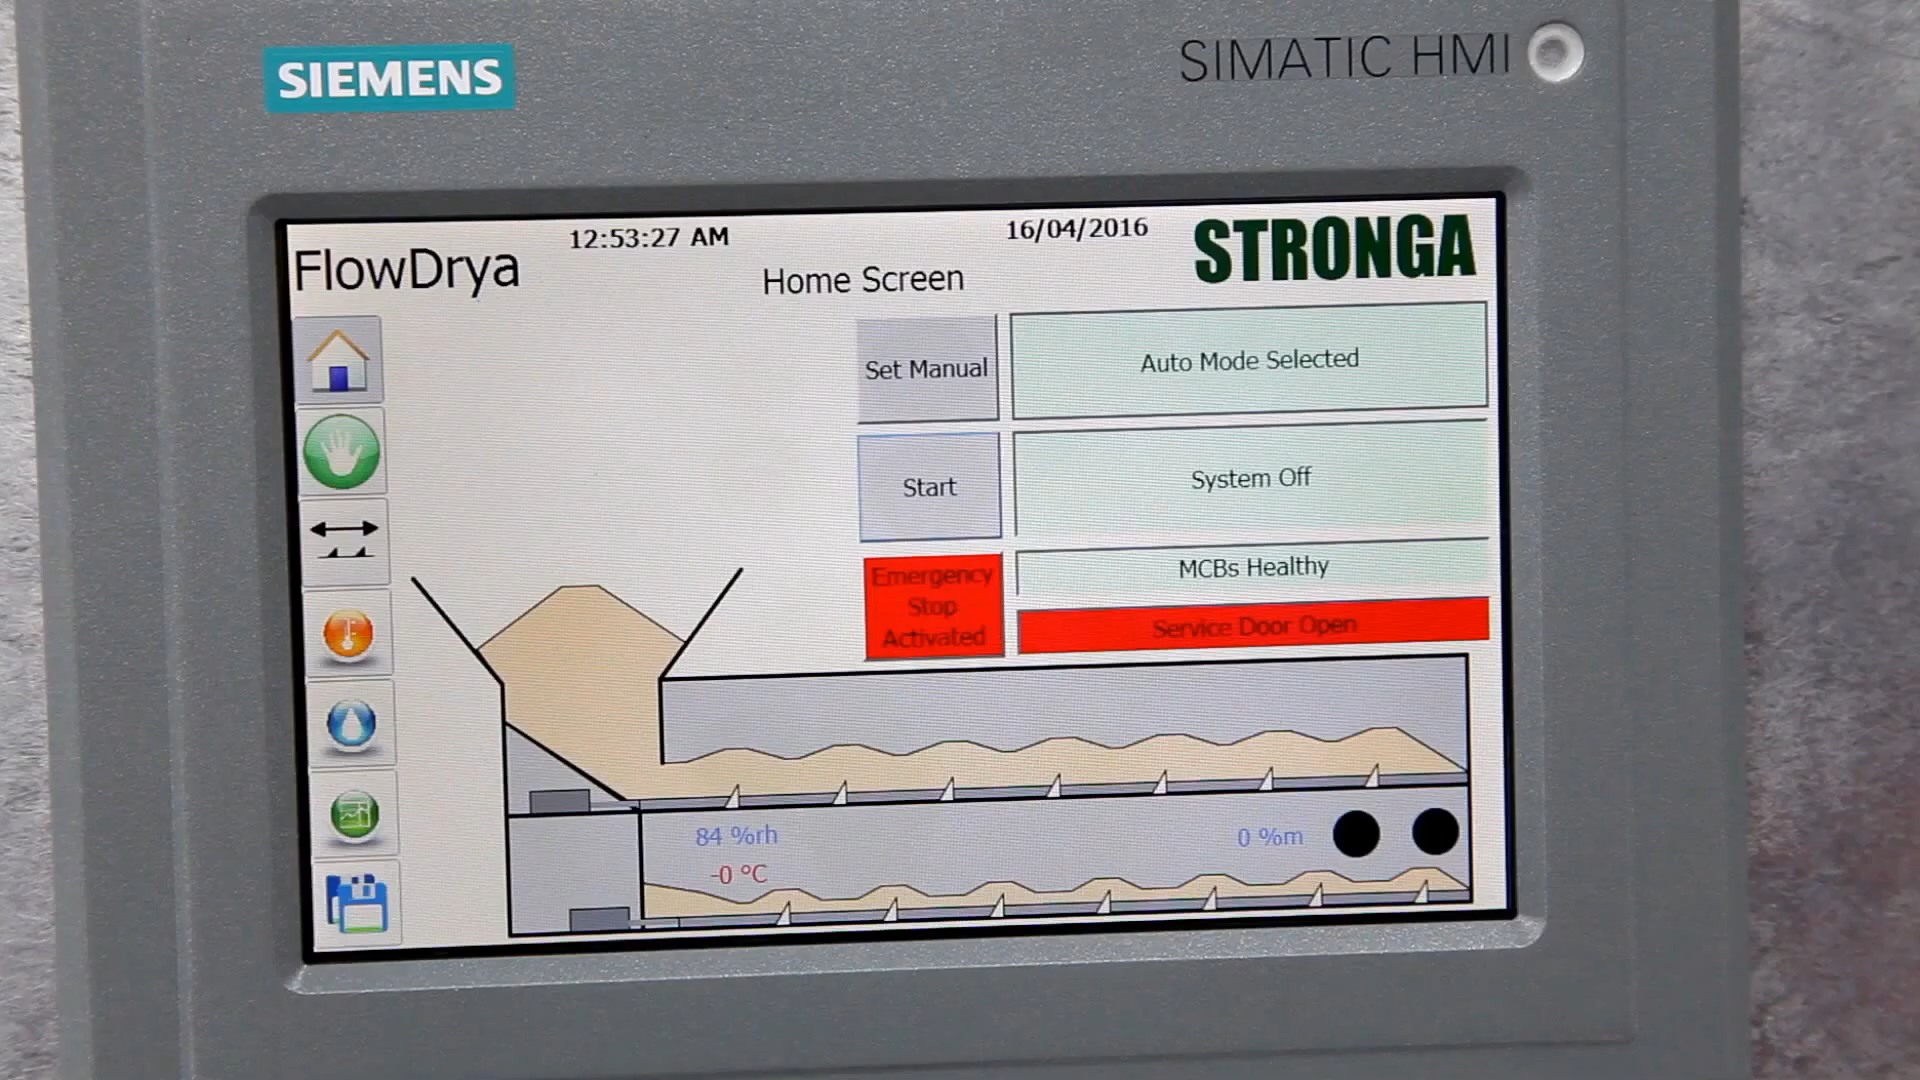 SIEMENS
SIMATIC HMI
FlowDrya
12:53:27 AM
16/04/2016
STRONGA
Home Screen
Set Manual
Auto Mode Selected
Start
System Off
Emergency
Stop
Activated
MCBs Healthy
Service Door Open
84 %rh
-0 °C
0 %m